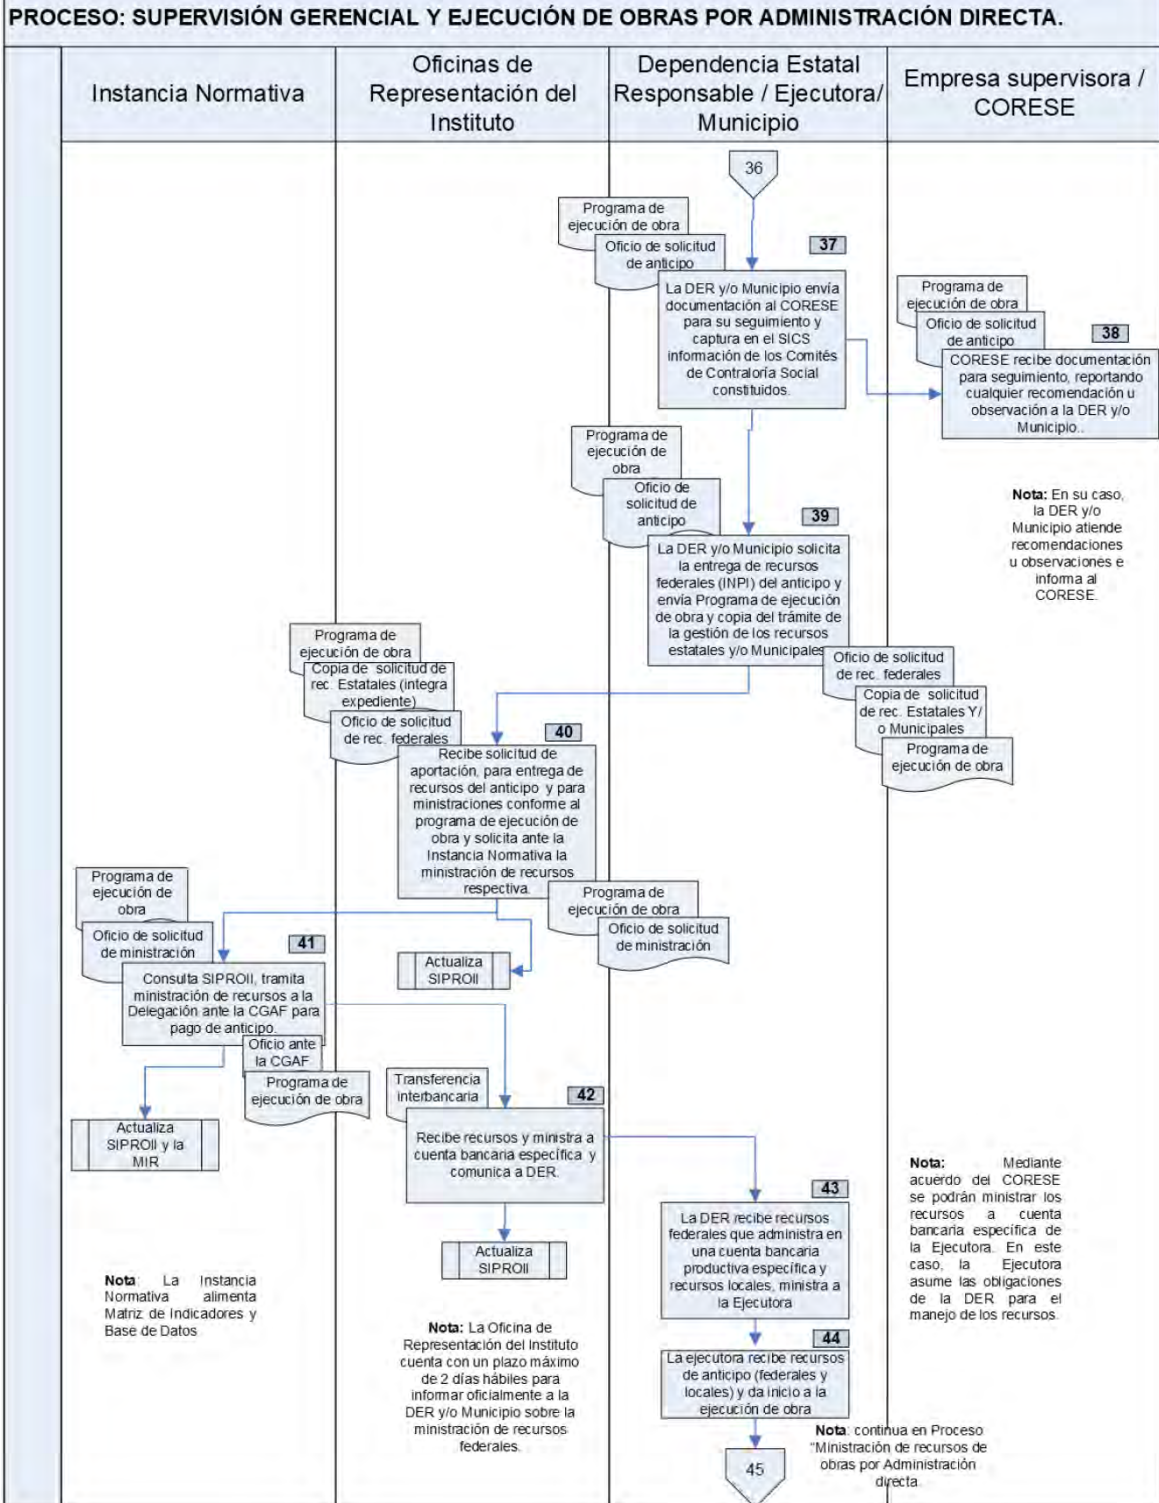 PROCESO: SUPERVISIÓN GERENCIAL Y EJECUCIÓN DE OBRAS POR ADMINISTRACIÓN DIRECTA.
Instancia Normativa
Oficinas de
Representación del
Instituto
Dependencia Estatal
Responsable / Ejecutora/
Municipio
Empresa supervisora /
CORESE
36
Programa de
ejecución de obra
Oficio de solicitud
de anticipo
37
La DER y/o Municipio envía
documentación al CORESE
para su seguimiento y
captura en el SICS
información de los Comités
de Contraloría Social
constituidos.
Programa de
ejecución de obra
Oficio de solicitud
de anticipo
38
CORESE recibe documentación
para seguimiento, reportando
cualquier recomendación u
observación a la DER y/o
Municipio..
Nota: En su caso,
la DER y/o
Municipio atiende
recomendaciones
u observaciones e
informa al
CORESE.
Programa de
ejecución de
obra
Oficio de
solicitud de
anticipo
39
La DER y/o Municipio solicita
la entrega de recursos
federales (INPI) del anticipo y
envía Programa de ejecución
de obra y copia del trámite de
la gestión de los recursos
estatales y/o Municipales
Oficio de solicitud
de rec. federales
Copia de solicitud
de rec. Estatales Y/
o Municipales
Programa de
ejecución de obra
Programa de
ejecución de obra
Copia de solicitud de
rec. Estatales (integra
expediente)
Oficio de solicitud
de rec. federales
40
Recibe solicitud de
aportación, para entrega de
recursos del anticipo y para
ministraciones conforme al
programa de ejecución de
obra y solicita ante la
Instancia Normativa la
ministración de recursos
respectiva.
Programa de
ejecución de obra
Oficio de solicitud
de ministración
Actualiza
SIPROII
Programa de
ejecución de
obra
Oficio de solicitud
de ministración
41
Consulta SIPROII, tramita
ministración de recursos a la
Delegación ante la CGAF para
pago de anticipo.
Oficio ante
la CGAF
Programa de
ejecución de obra
Actualiza
SIPROII y la
MIR
Transferencia
interbancaria
42
Recibe recursos y ministra a
cuenta bancaria específica y
comunica a DER.
Actualiza
SIPROII
43
La DER recibe recursos
federales que administra en
una cuenta bancaria
productiva específica y
recursos locales, ministra a
la Ejecutora
44
La ejecutora recibe recursos
de anticipo (federales y
locales) y da inicio a la
ejecución de obra
45
Nota: Mediante
acuerdo del CORESE
se podrán ministrar los
recursos a cuenta
bancaria específica de
la Ejecutora. En este
caso, la Ejecutora
asume las obligaciones
de la DER para el
manejo de los recursos.
Nota: La Instancia
Normativa alimenta
Matriz de Indicadores y
Base de Datos
Nota: La Oficina de
Representación del Instituto
cuenta con un plazo máximo
de 2 días hábiles para
informar oficialmente a la
DER y/o Municipio sobre la
ministración de recursos
federales.
Nota: continua en Proceso
"Ministración de recursos de
obras por Administración
directa.